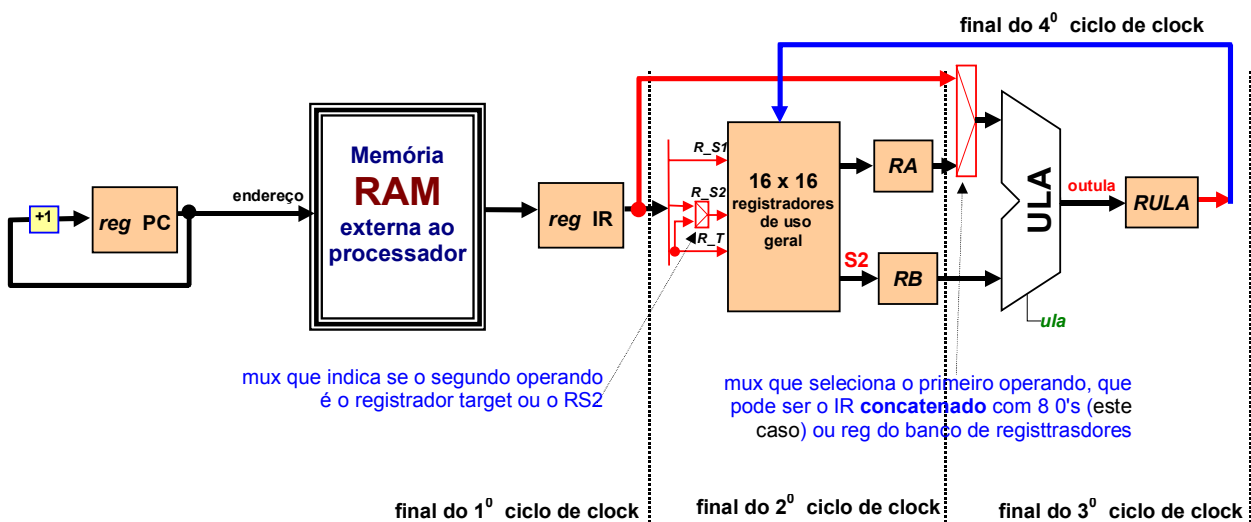 final do 4⁰ ciclo de clock
Memória
RAM
externa ao
processador
+1
reg PC
endereço
reg IR
R_S1
R_S2
R_T
16 x 16
registradores
de uso
geral
RA
S2
RB
ULA
ula
outula
RULA
mux que indica se o segundo operando
é o registrador target ou o RS2
mux que seleciona o primeiro operando, que
pode ser o IR concatenado com 8 0's (este
caso) ou reg do banco de registtrasdores
final do 1⁰ ciclo de clock
final do 2⁰ ciclo de clock
final do 3⁰ ciclo de clock